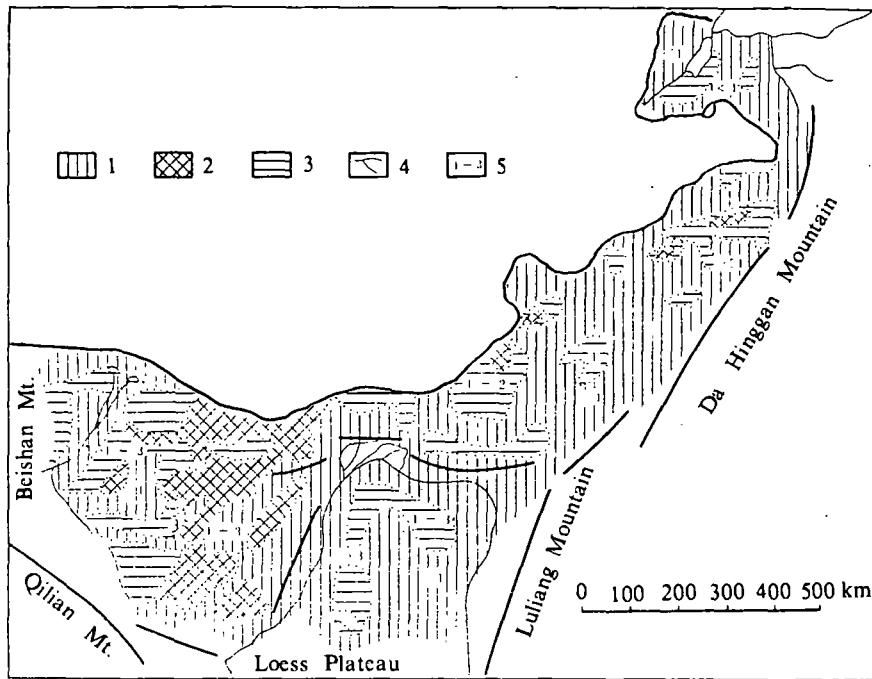 1 2 3 4 5
Da Hinggan Mountain
Beishan Mt.
Qilian Mt.
Luliang Mountain
0 100 200 300 400 500 km
Loess Plateau